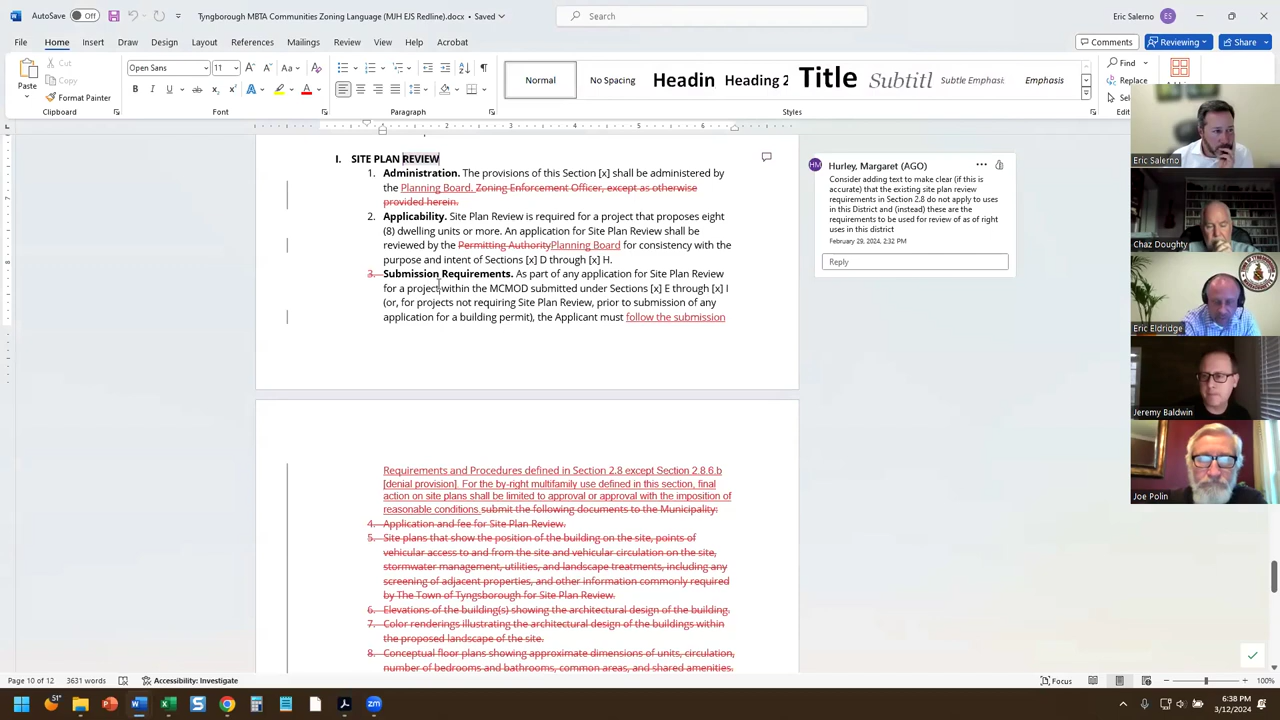 AutoSave Off
Tyngborough MBTA Communities Zoning Language (MJH EJS Redline).docx • Saved
Search
Eric Salerno ES
File Home Insert Draw Design Layout References Mailings Review View Help Acrobat
Comments Reviewing Share
Paste
Cut
Copy
Format Painter
Clipboard
Open Sans 11
Font
Paragraph
Normal No Spacing Headin Heading 2 Title Subtitl Subtle Emphasis Emphasis
Styles
Find
Replace
I. SITE PLAN REVIEW
1. Administration. The provisions of this Section [x] shall be administered by
the Planning Board. Zoning Enforcement Officer, except as otherwise
provided herein.
2. Applicability. Site Plan Review is required for a project that proposes eight
(8) dwelling units or more. An application for Site Plan Review shall be
reviewed by the Permitting AuthorityPlanning Board for consistency with the
purpose and intent of Sections [x] D through [x] H.
3. Submission Requirements. As part of any application for Site Plan Review
for a project within the MCMOD submitted under Sections [x] E through [x] I
(or, for projects not requiring Site Plan Review, prior to submission of any
application for a building permit), the Applicant must follow the submission
Requirements and Procedures defined in Section 2.8 except Section 2.8.6.b
[denial provision]. For the by-right multifamily use defined in this section, final
action on site plans shall be limited to approval or approval with the imposition of
reasonable conditions.submit the following documents to the Municipality:
4. Application and fee for Site Plan Review.
5. Site plans that show the position of the building on the site, points of
vehicular access to and from the site and vehicular circulation on the site,
stormwater management, utilities, and landscape treatments, including any
screening of adjacent properties, and other information commonly required
by The Town of Tyngsborough for Site Plan Review.
6. Elevations of the building(s) showing the architectural design of the building.
7. Color renderings illustrating the architectural design of the buildings within
the proposed landscape of the site.
8. Conceptual floor plans showing approximate dimensions of units, circulation,
number of bedrooms and bathrooms, common areas, and shared amenities.
HM Hurley, Margaret (AGO)
Consider adding text to make clear (if this is
accurate) that the existing site plan review
requirements in Section 2.8 do not apply to uses
in this District and (instead) these are the
requirements to be used for review of as of right
uses in this district
February 29, 2024, 2:32 PM
Reply
Eric Salerno
Chaz Doughty
Eric Eldridge
Jeremy Baldwin
Joe Polin
Page 10 of 12 3631 words Accessibility: Investigate
Focus 100%
6:38 PM 3/12/2024